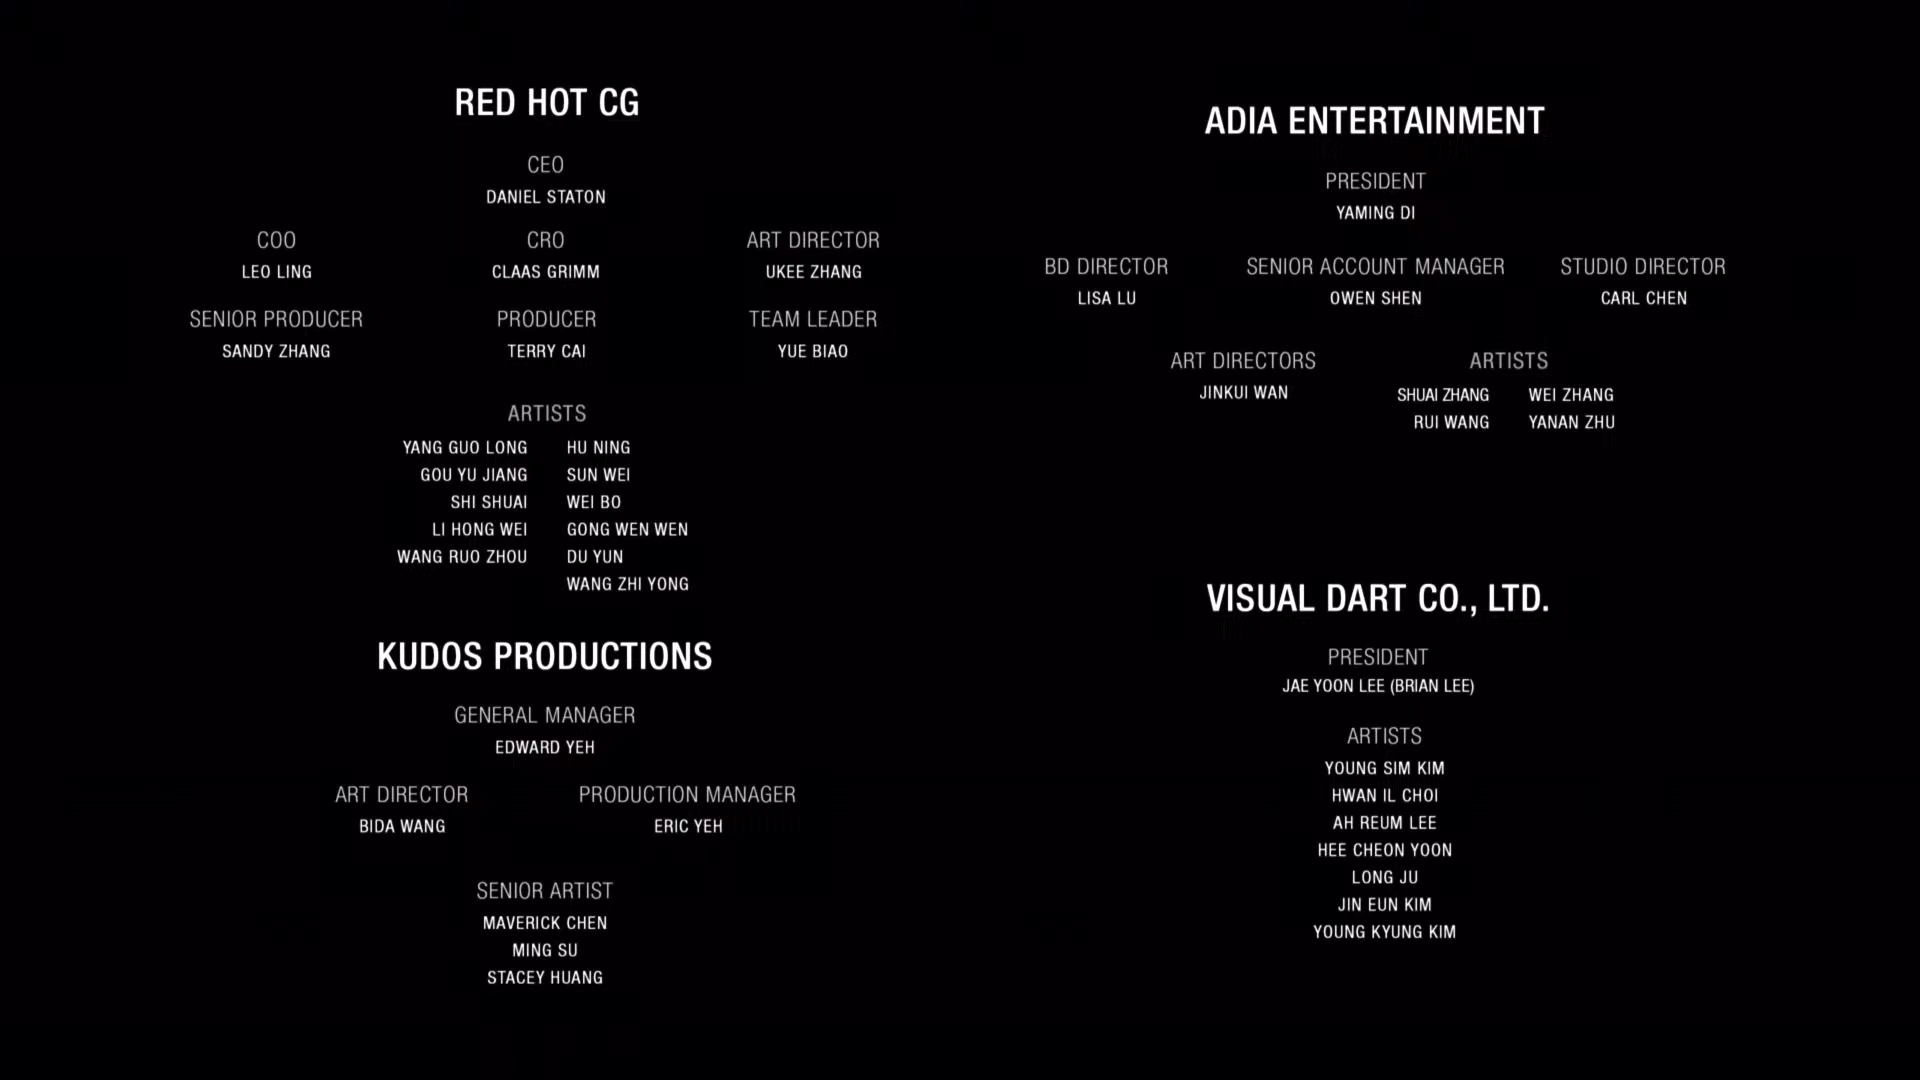 RED HOT CG
CEO
DANIEL STATON
COO CRO ART DIRECTOR
LEO LING CLAAS GRIMM UKEE ZHANG
SENIOR PRODUCER PRODUCER TEAM LEADER
SANDY ZHANG TERRY CAI YUE BIAO
ARTISTS
YANG GUO LONG HU NING
GOU YU JIANG SUN WEI
SHI SHUAI WEI BO
LI HONG WEI GONG WEN WEN
WANG RUO ZHOU DU YUN
WANG ZHI YONG
KUDOS PRODUCTIONS
GENERAL MANAGER
EDWARD YEH
ART DIRECTOR PRODUCTION MANAGER
BIDA WANG ERIC YEH
SENIOR ARTIST
MAVERICK CHEN
MING SU
STACEY HUANG
ADIA ENTERTAINMENT
PRESIDENT
YAMING DI
BD DIRECTOR SENIOR ACCOUNT MANAGER STUDIO DIRECTOR
LISA LU OWEN SHEN CARL CHEN
ART DIRECTORS ARTISTS
JINKUI WAN SHUAI ZHANG WEI ZHANG
RUI WANG YANAN ZHU
VISUAL DART CO., LTD.
PRESIDENT
JAE YOON LEE (BRIAN LEE)
ARTISTS
YOUNG SIM KIM
HWAN IL CHOI
AH REUM LEE
HEE CHEON YOON
LONG JU
JIN EUN KIM
YOUNG KYUNG KIM